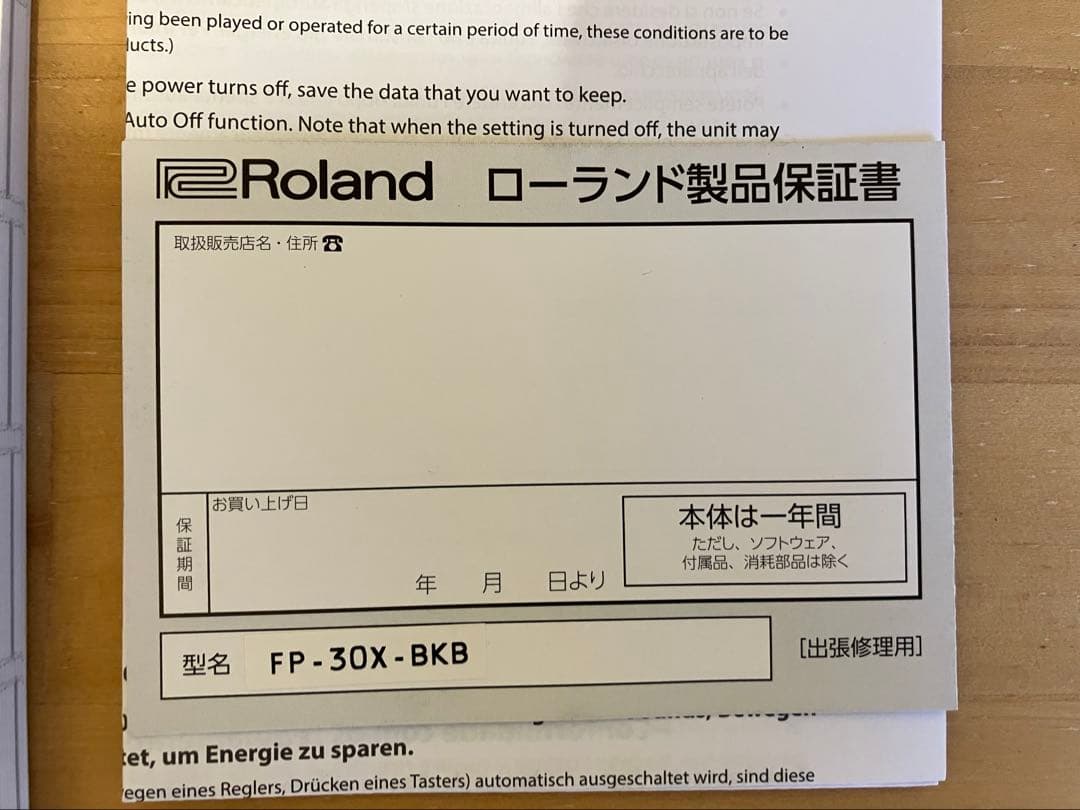 ing been played or operated for a certain period of time, these conditions are to be
ucts.)
e power turns off, save the data that you want to keep.
Auto Off function. Note that when the setting is turned off, the unit may
Roland ローランド製品保証書
取扱販売店名・住所☎
保証期間
お買い上げ日
年 月 日より
本体は一年間
ただし、ソフトウェア、
付属品、消耗部品は除く
型名 FP-30X-BKB
[出張修理用]
tet, um Energie zu sparen.
egen eines Reglers, Drücken eines Tasters) automatisch ausgeschaltet wird, sind diese